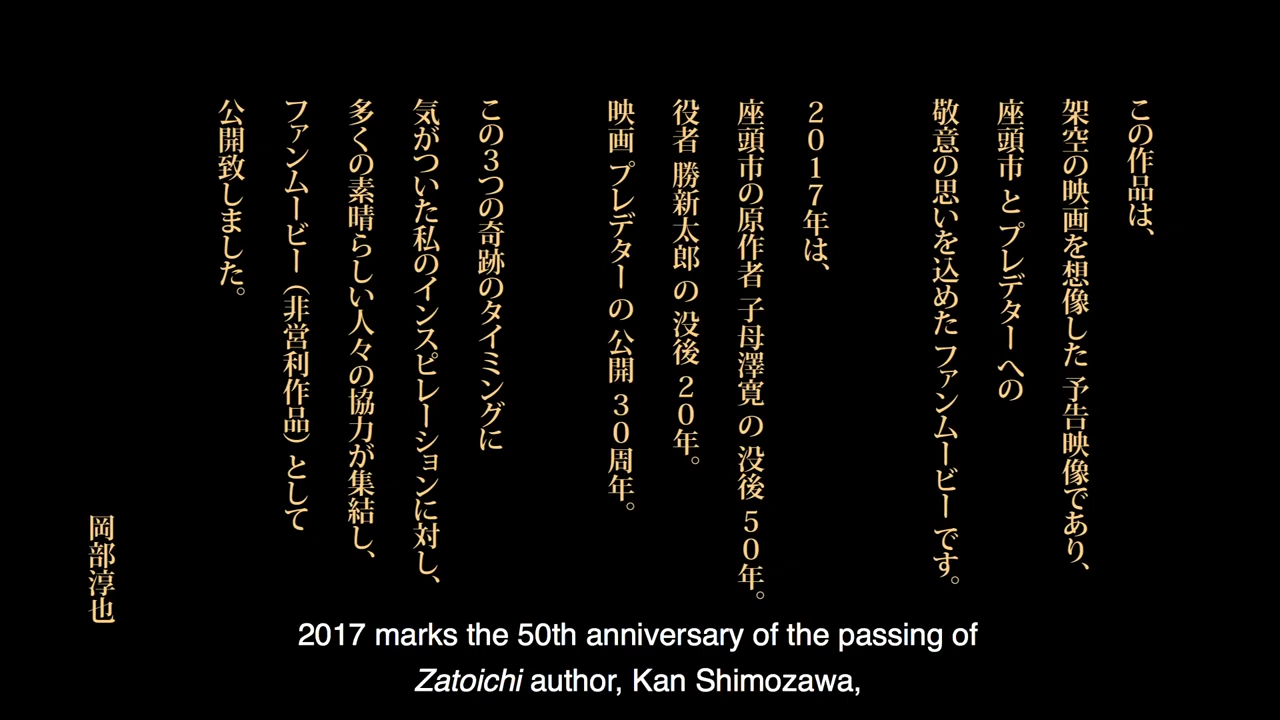 この作品は、
架空の映画を想像した 予告映像であり、
座頭市 と プレデター への
敬意の思いを込めた ファンムービー です。
２０１７年は、
座頭市の原作者 子母澤寛 の 没後 ５０年。
役者 勝新太郎 の 没後 ２０年。
映画 プレデター の 公開 ３０周年。
この３つの奇跡のタイミングに
気がついた私のインスピレーションに対し、
多くの素晴らしい人々の協力が集結し、
ファンムービー（非営利作品）として
公開致しました。
岡部淳也
2017 marks the 50th anniversary of the passing of
Zatoichi author, Kan Shimozawa,